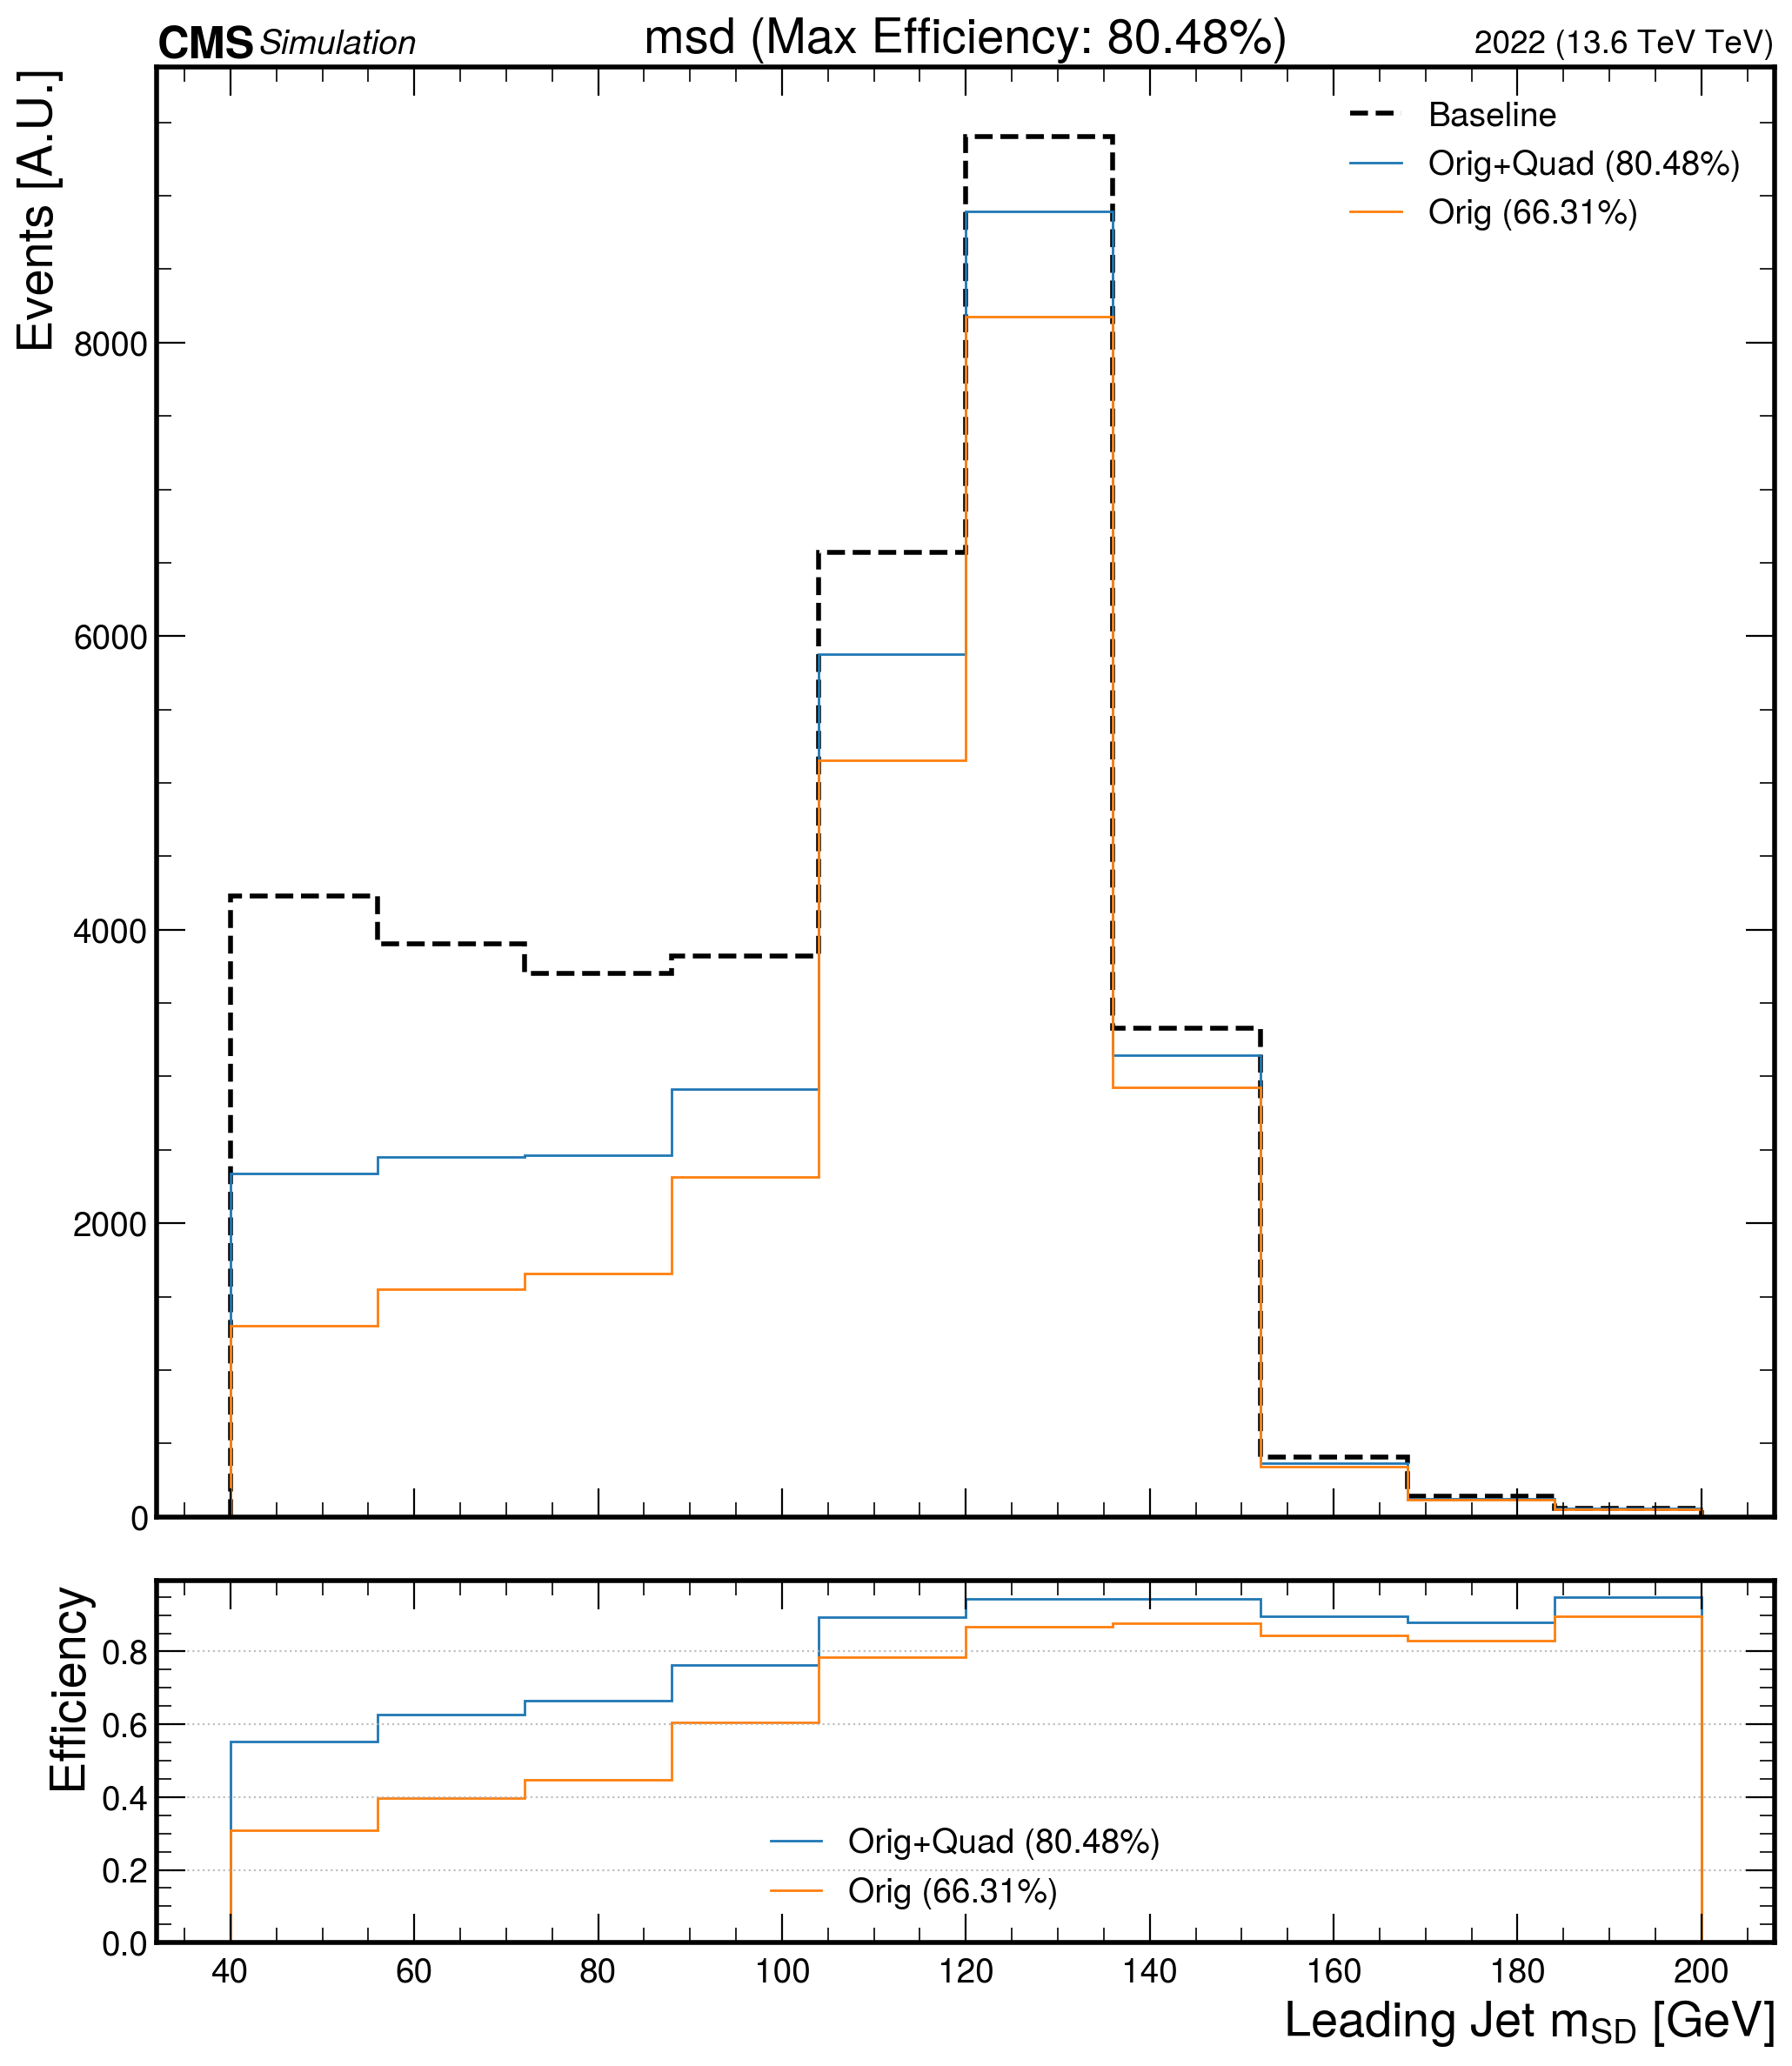 CMS Simulation msd (Max Efficiency: 80.48%) 2022 (13.6 TeV TeV)
Events [A.U.]
Baseline
Orig+Quad (80.48%)
Orig (66.31%)
8000
6000
4000
2000
0
Efficiency
0.8
0.6
0.4
0.2
0.0
Orig+Quad (80.48%)
Orig (66.31%)
40 60 80 100 120 140 160 180 200
Leading Jet mSD [GeV]